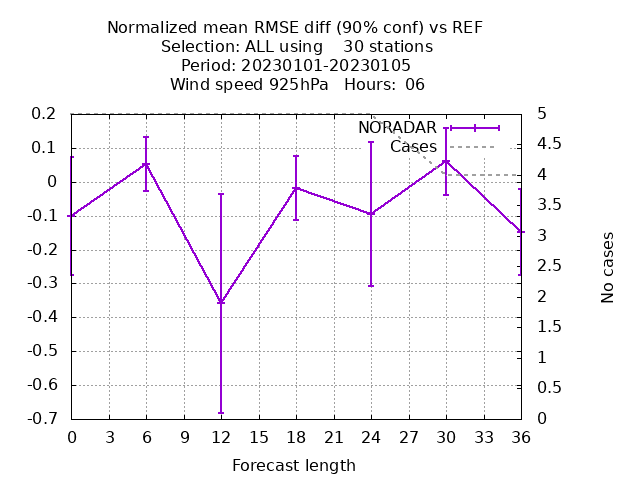 Normalized mean RMSE diff (90% conf) vs REF
Selection: ALL using    30 stations
Period: 20230101-20230105
Wind speed 925hPa   Hours:  06
NORADAR
Cases
0.2
0.1
0
-0.1
-0.2
-0.3
-0.4
-0.5
-0.6
-0.7
5
4.5
4
3.5
3
2.5
2
1.5
1
0.5
0
No cases
0 3 6 9 12 15 18 21 24 27 30 33 36
Forecast length